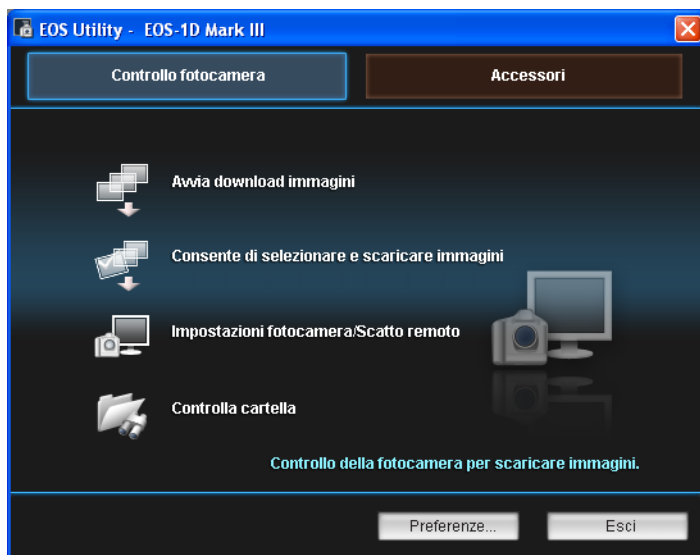 EOS Utility - EOS-1D Mark III
Controllo fotocamera
Accessori
Avvia download immagini
Consente di selezionare e scaricare immagini
Impostazioni fotocamera/Scatto remoto
Controlla cartella
Controllo della fotocamera per scaricare immagini.
Preferenze...
Esci